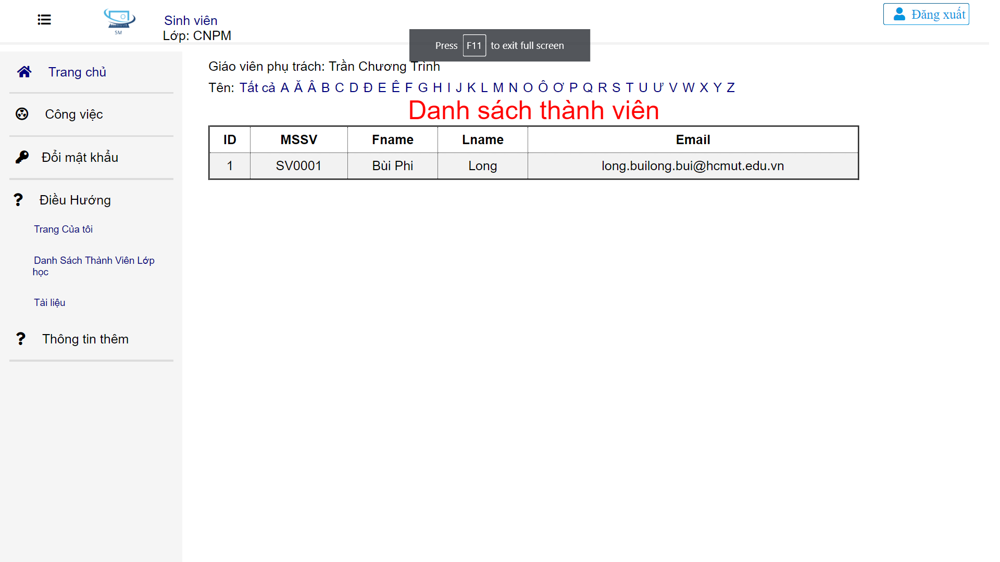 SM
Sinh viên
Lớp: CNPM
Đăng xuất
Press F11 to exit full screen
Trang chủ
Công việc
Đổi mật khẩu
Điều Hướng
Trang Của tôi
Danh Sách Thành Viên Lớp
học
Tài liệu
Thông tin thêm
Giáo viên phụ trách: Trần Chương Trình
Tên: Tất cả A Ă Â B C D Đ E Ê F G H I J K L M N O Ô Ơ P Q R S T U Ư V W X Y Z
Danh sách thành viên
ID MSSV Fname Lname Email
1 SV0001 Bùi Phi Long long.builong.bui@hcmut.edu.vn